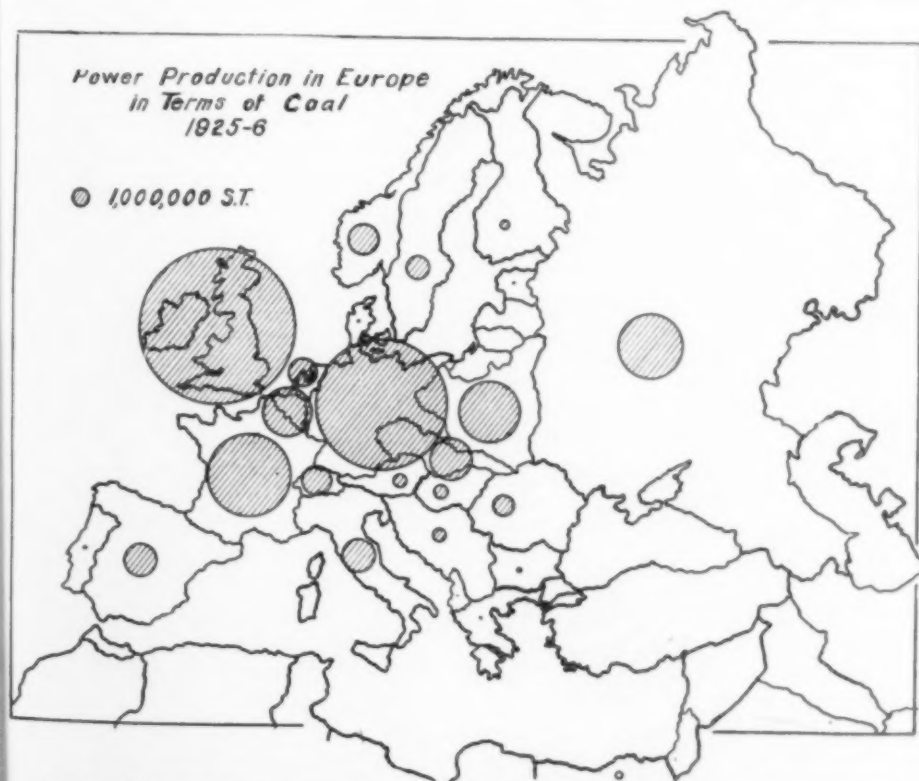 Power Production in Europe
in Terms of Coal
1925-6
1,000,000 S.T.